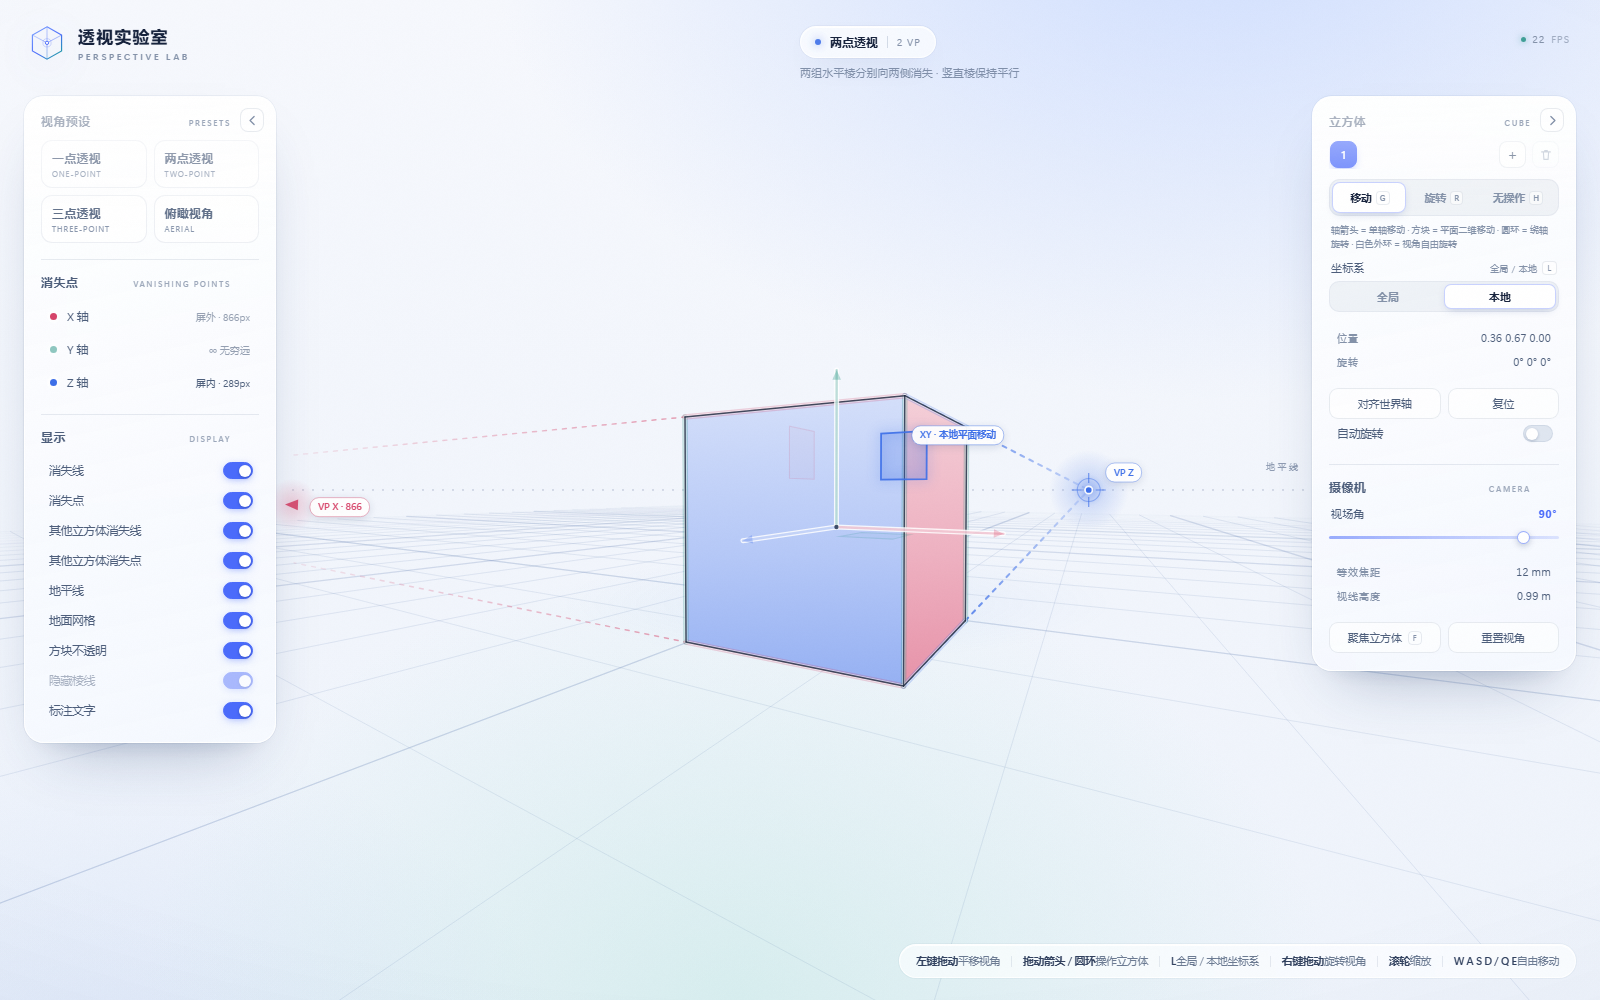 透视实验室
PERSPECTIVE LAB
两点透视 2 VP
两组水平棱分别向两侧消失 · 竖直棱保持平行
22 FPS
视角预设 PRESETS
一点透视
ONE-POINT
两点透视
TWO-POINT
三点透视
THREE-POINT
俯瞰视角
AERIAL
消失点 VANISHING POINTS
X 轴 屏外 · 866px
Y 轴 ∞ 无穷远
Z 轴 屏内 · 289px
显示 DISPLAY
消失线
消失点
其他立方体消失线
其他立方体消失点
地平线
地面网格
方块不透明
隐藏棱线
标注文字
VP X · 866
XY · 本地平面移动
VP Z
地平线
立方体 CUBE
1 +
移动 G 旋转 R 无操作 H
轴箭头 = 单轴移动 · 方块 = 平面二维移动 · 圆环 = 绕轴
旋转 · 白色外环 = 视角自由旋转
坐标系 全局 / 本地 L
全局 本地
位置 0.36 0.67 0.00
旋转 0° 0° 0°
对齐世界轴 复位
自动旋转
摄像机 CAMERA
视场角 90°
等效焦距 12 mm
视线高度 0.99 m
聚焦立方体 F 重置视角
左键拖动平移视角 拖动箭头 / 圆环操作立方体 L全局 / 本地坐标系 右键拖动旋转视角 滚轮缩放 WASD/QE自由移动